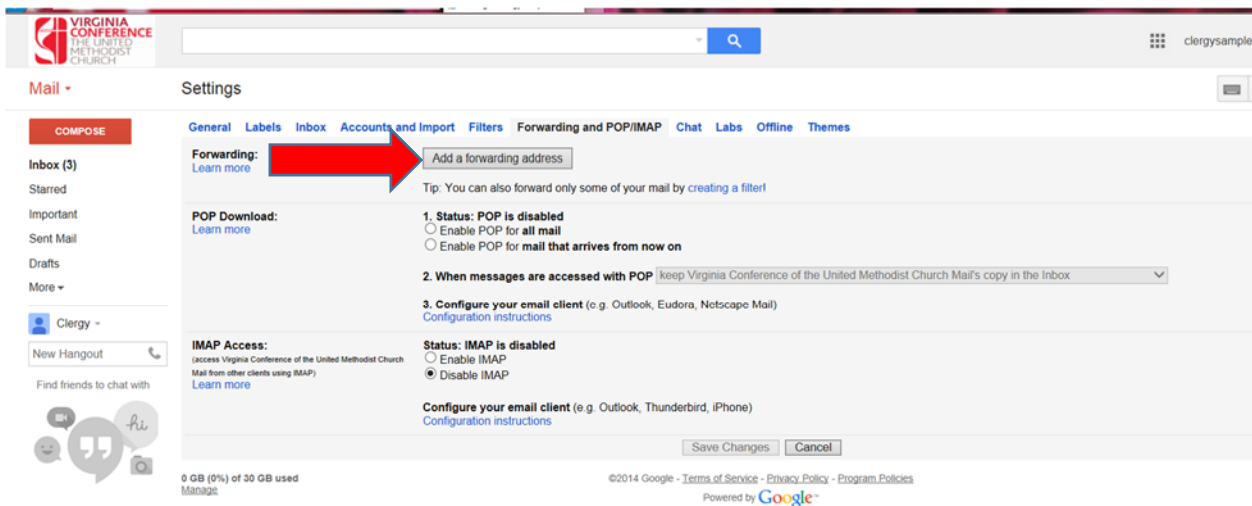 VIRGINIA
CONFERENCE
THE UNITED
METHODIST
CHURCH
clergysample
Mail
Settings
COMPOSE
General Labels Inbox Accounts and Import Filters Forwarding and POP/IMAP Chat Labs Offline Themes
Inbox (3)
Starred
Important
Sent Mail
Drafts
More
Clergy
New Hangout
Find friends to chat with
hi
Forwarding:
Learn more
Add a forwarding address
Tip: You can also forward only some of your mail by creating a filter!
POP Download:
Learn more
1. Status: POP is disabled
Enable POP for all mail
Enable POP for mail that arrives from now on
2. When messages are accessed with POP keep Virginia Conference of the United Methodist Church Mail's copy in the Inbox
3. Configure your email client (e.g. Outlook, Eudora, Netscape Mail)
Configuration instructions
IMAP Access:
(access Virginia Conference of the United Methodist Church
Mail from other clients using IMAP)
Learn more
Status: IMAP is disabled
Enable IMAP
Disable IMAP
Configure your email client (e.g. Outlook, Thunderbird, iPhone)
Configuration instructions
Save Changes Cancel
0 GB (0%) of 30 GB used
Manage
©2014 Google - Terms of Service - Privacy Policy - Program Policies
Powered by Google